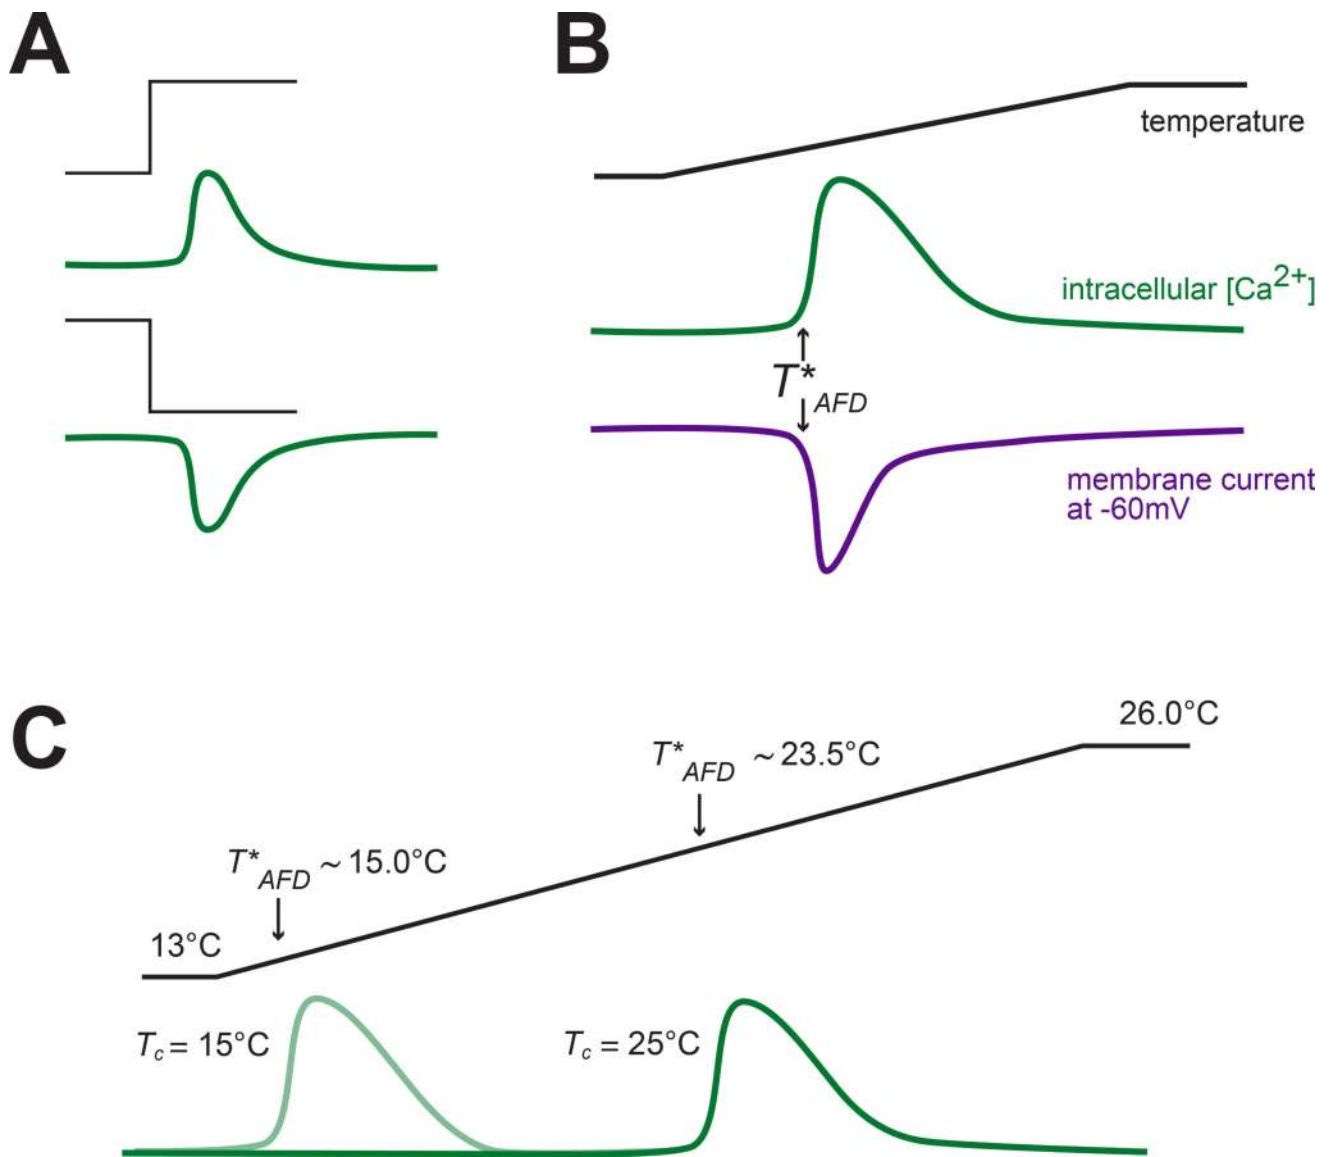 A
B
temperature
intracellular [Ca2+]
T*AFD
membrane current
at -60mV
C
26.0°C
T*AFD ~23.5°C
T*AFD ~15.0°C
13°C
Tc = 15°C
Tc = 25°C